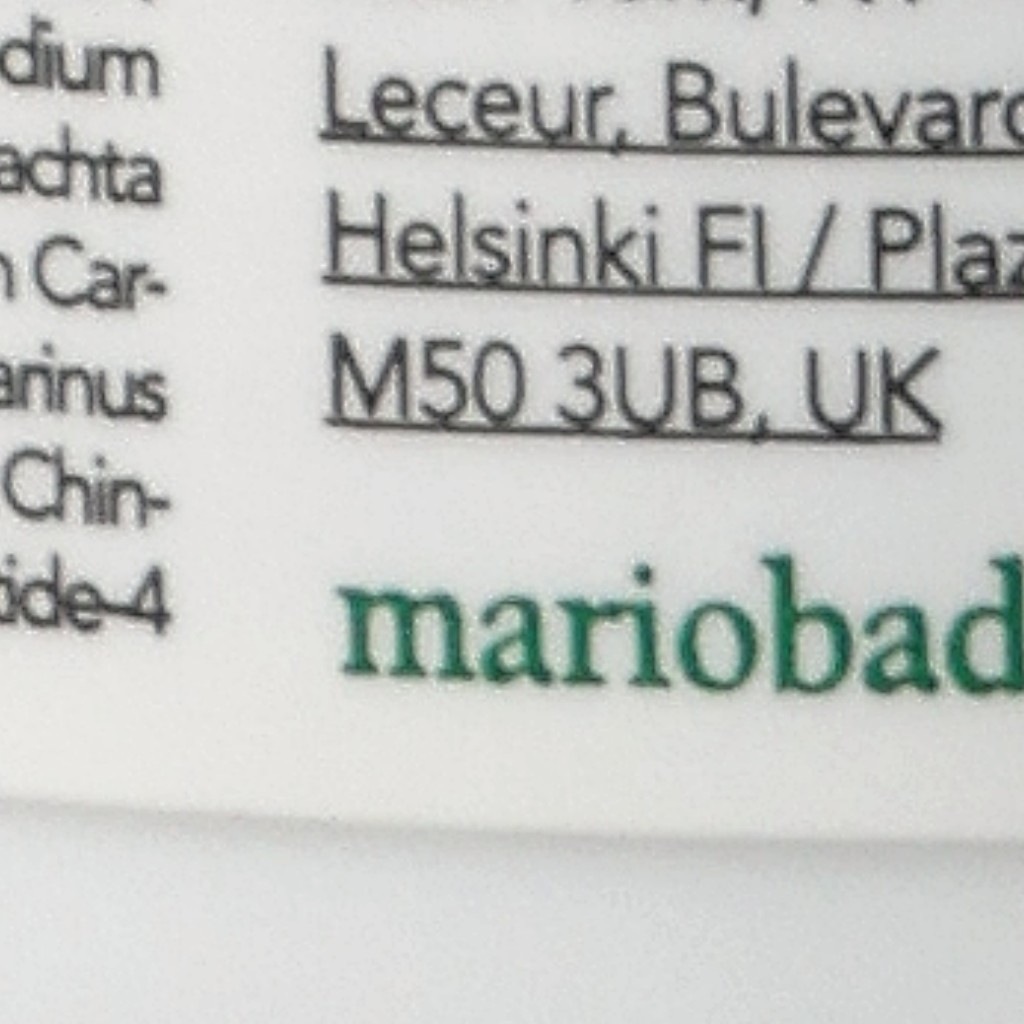 dium
achta
Car-
arinus
Chin-
ide-4
Leceur, Bulevard
Helsinki FI / Plaz
M50 3UB, UK
mariobad